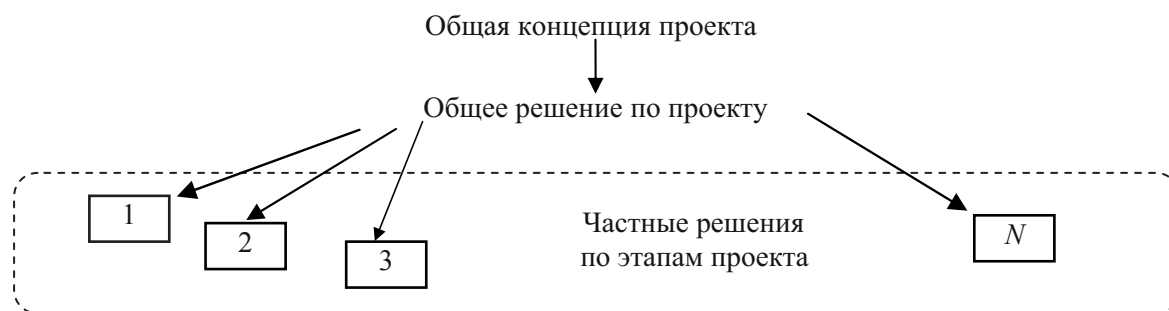 Общая концепция проекта
Общее решение по проекту
1
2
3
Частные решения
по этапам проекта
N